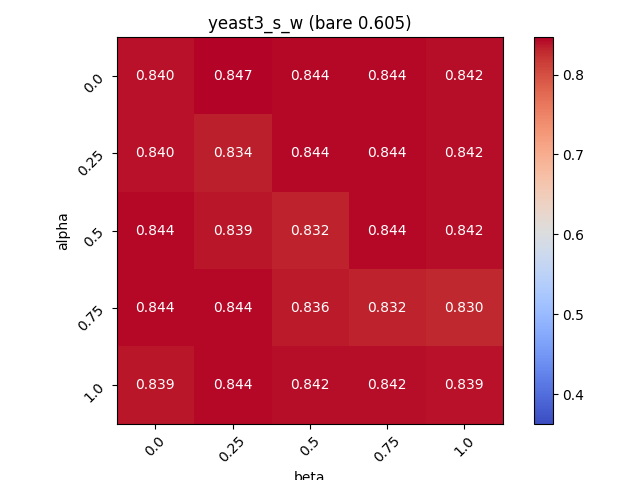 yeast3_s_w (bare 0.605)
0.0 0.840 0.847 0.844 0.844 0.842
0.25 0.840 0.834 0.844 0.844 0.842
0.5 0.844 0.839 0.832 0.844 0.842
0.75 0.844 0.844 0.836 0.832 0.830
1.0 0.839 0.844 0.842 0.842 0.839
alpha
0.0 0.25 0.5 0.75 1.0
beta
0.8
0.7
0.6
0.5
0.4